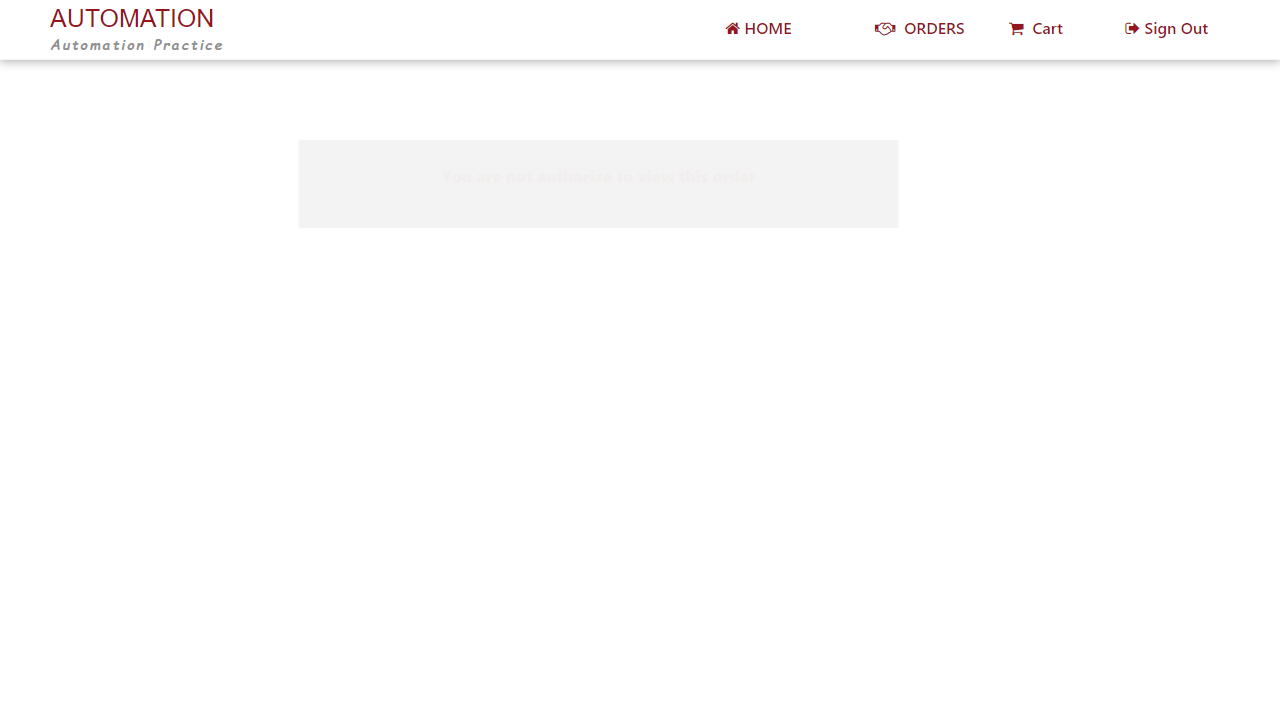 AUTOMATION
Automation Practice
HOME
ORDERS
Cart
Sign Out
You are not authorize to view this order